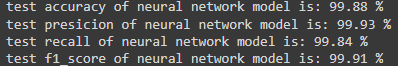 test accuracy of neural network model is: 99.88 %
test presicion of neural network model is: 99.93 %
test recall of neural network model is: 99.84 %
test f1_score of neural network model is: 99.91 %